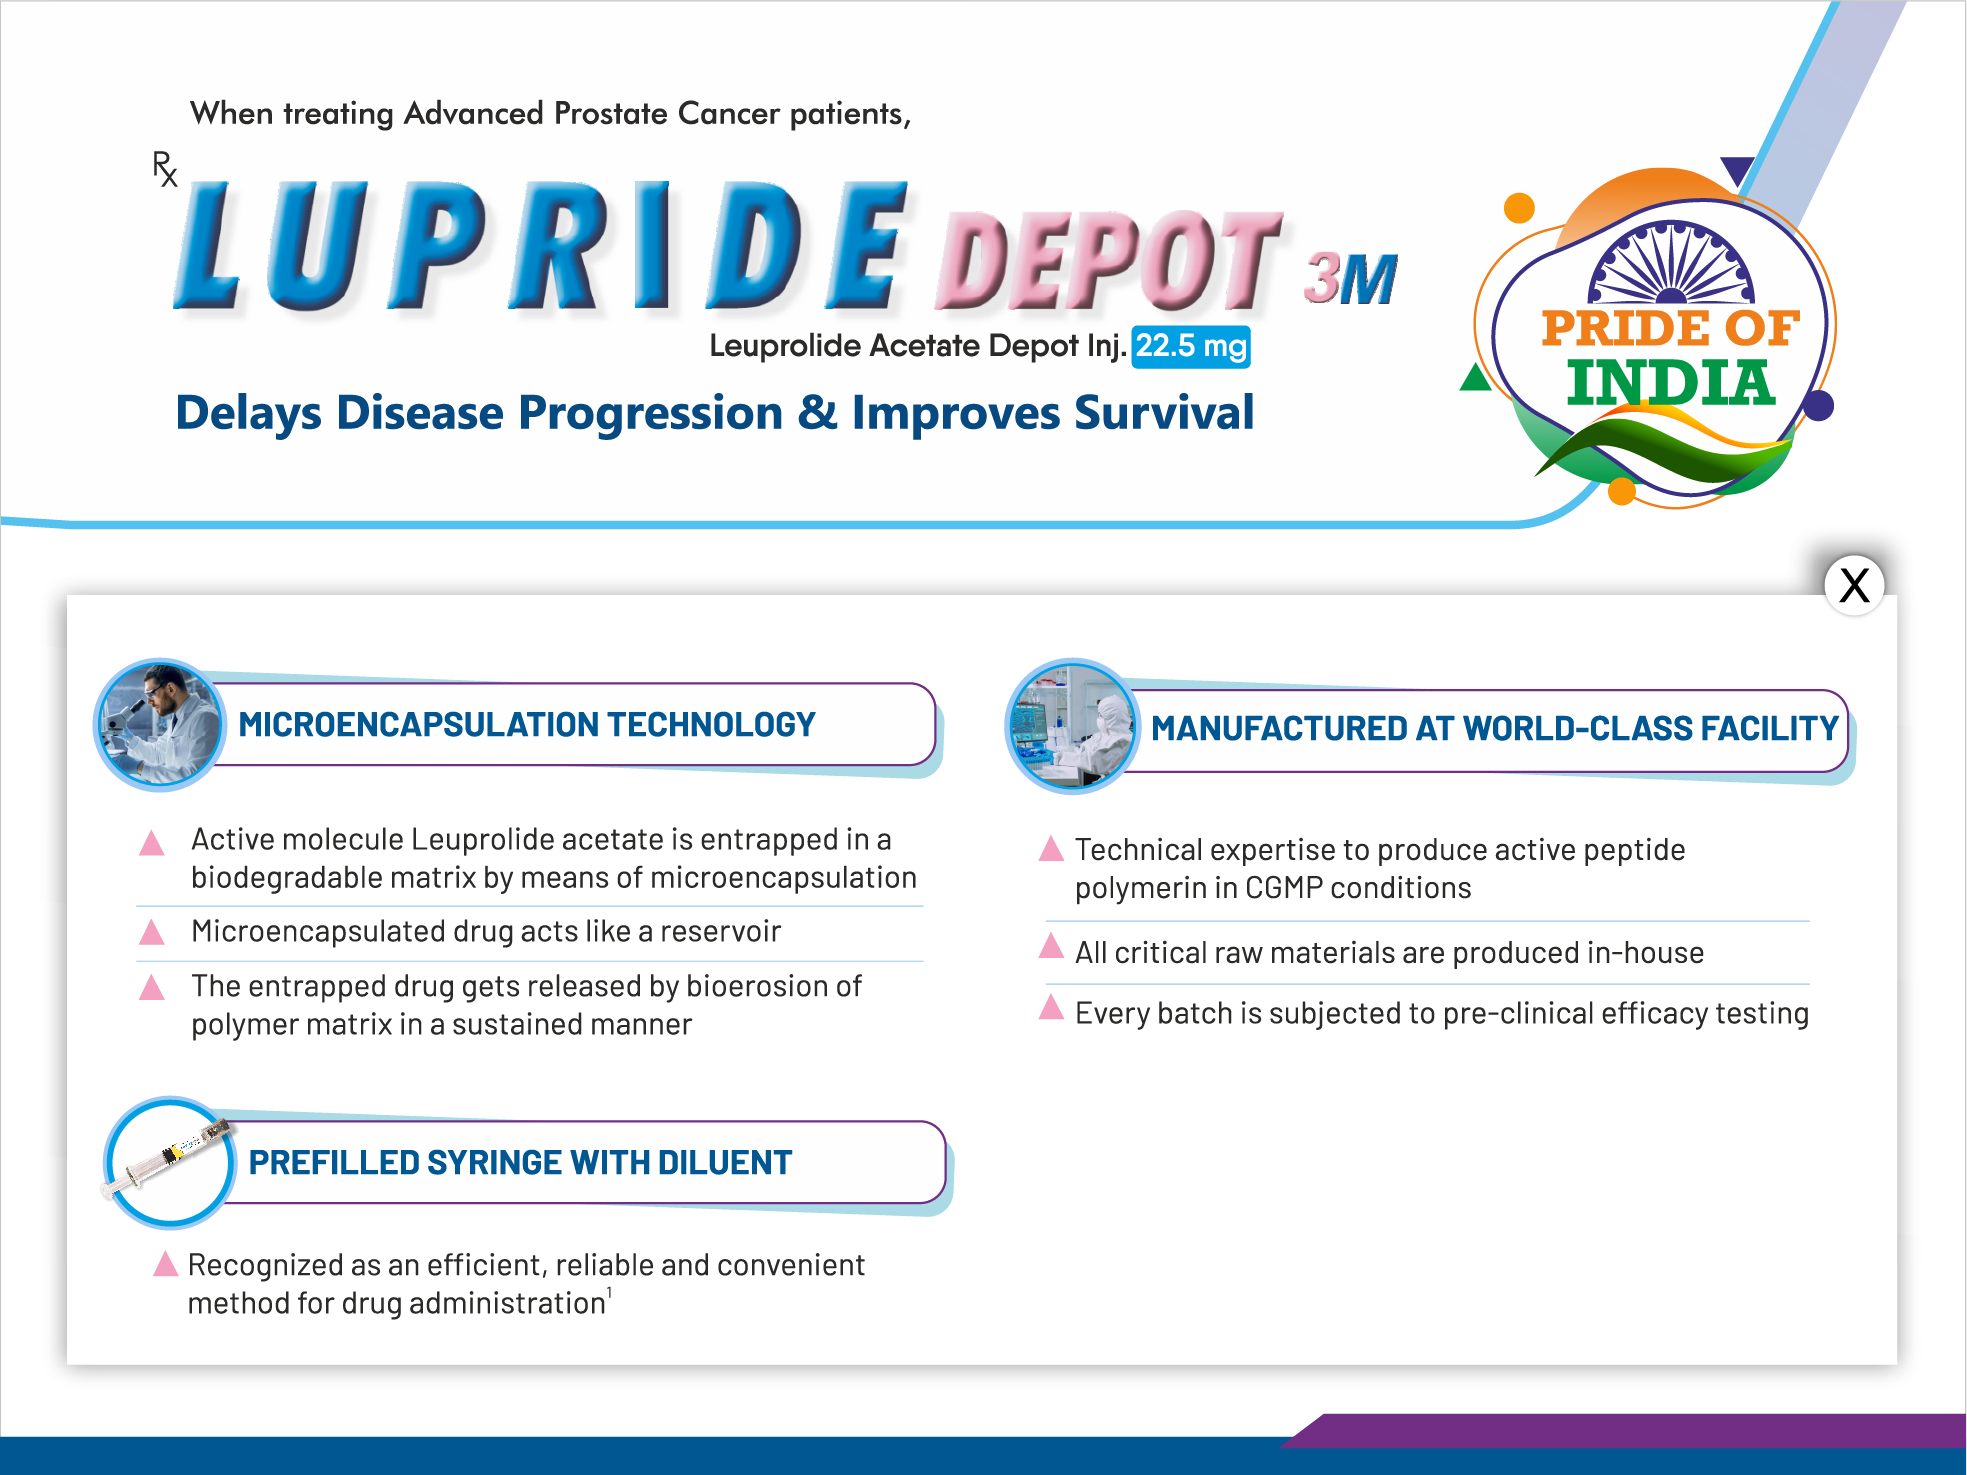 When treating Advanced Prostate Cancer patients,
Rx
LUPRIDE DEPOT 3M
Leuprolide Acetate Depot Inj. 22.5 mg
Delays Disease Progression & Improves Survival
PRIDE OF
INDIA
X
MICROENCAPSULATION TECHNOLOGY
Active molecule Leuprolide acetate is entrapped in a
biodegradable matrix by means of microencapsulation
Microencapsulated drug acts like a reservoir
The entrapped drug gets released by bioerosion of
polymer matrix in a sustained manner
MANUFACTURED AT WORLD-CLASS FACILITY
Technical expertise to produce active peptide
polymerin in CGMP conditions
All critical raw materials are produced in-house
Every batch is subjected to pre-clinical efficacy testing
PREFILLED SYRINGE WITH DILUENT
Recognized as an efficient, reliable and convenient
method for drug administration¹